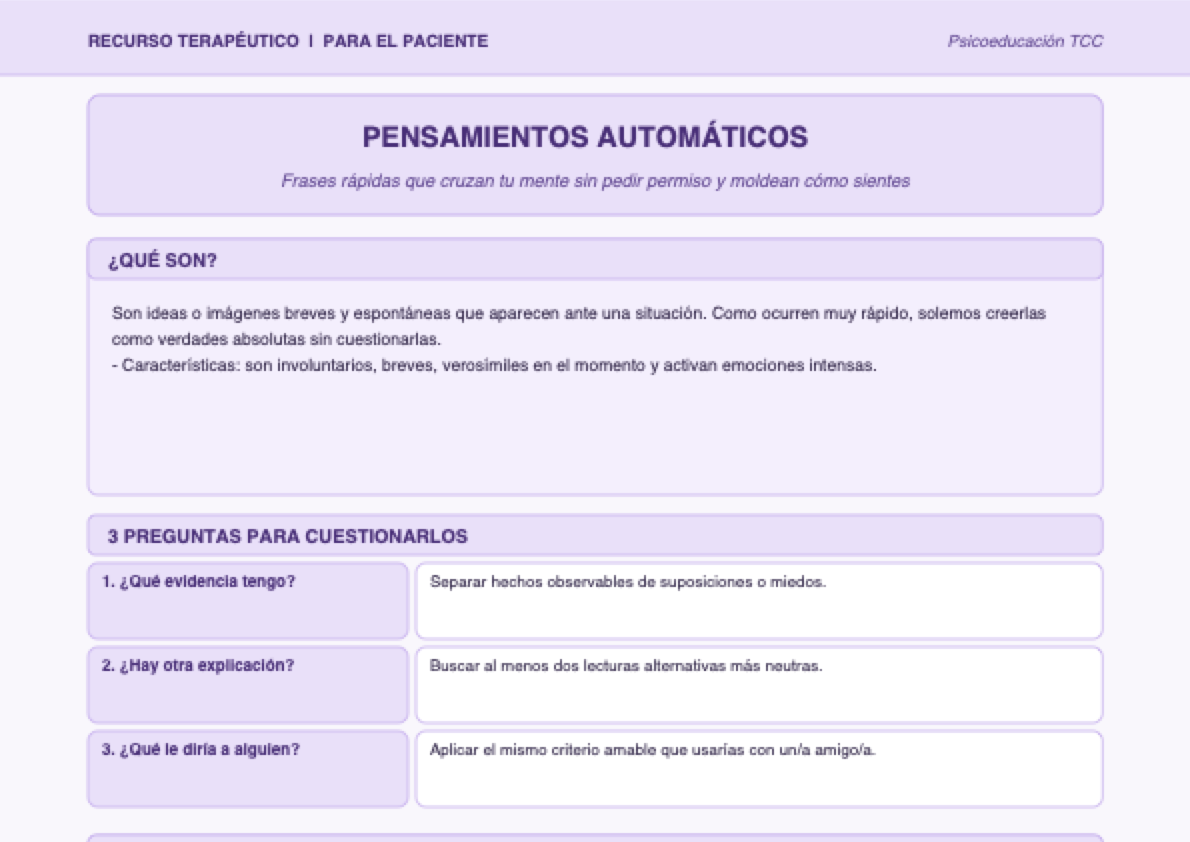 RECURSO TERAPÉUTICO | PARA EL PACIENTE
Psicoeducación TCC
PENSAMIENTOS AUTOMÁTICOS
Frases rápidas que cruzan tu mente sin pedir permiso y moldean cómo sientes
¿QUÉ SON?
Son ideas o imágenes breves y espontáneas que aparecen ante una situación. Como ocurren muy rápido, solemos creerlas
como verdades absolutas sin cuestionarlas.
- Características: son involuntarios, breves, verosímiles en el momento y activan emociones intensas.
3 PREGUNTAS PARA CUESTIONARLOS
1. ¿Qué evidencia tengo?
Separar hechos observables de suposiciones o miedos.
2. ¿Hay otra explicación?
Buscar al menos dos lecturas alternativas más neutras.
3. ¿Qué le diría a alguien?
Aplicar el mismo criterio amable que usarías con un/a amigo/a.